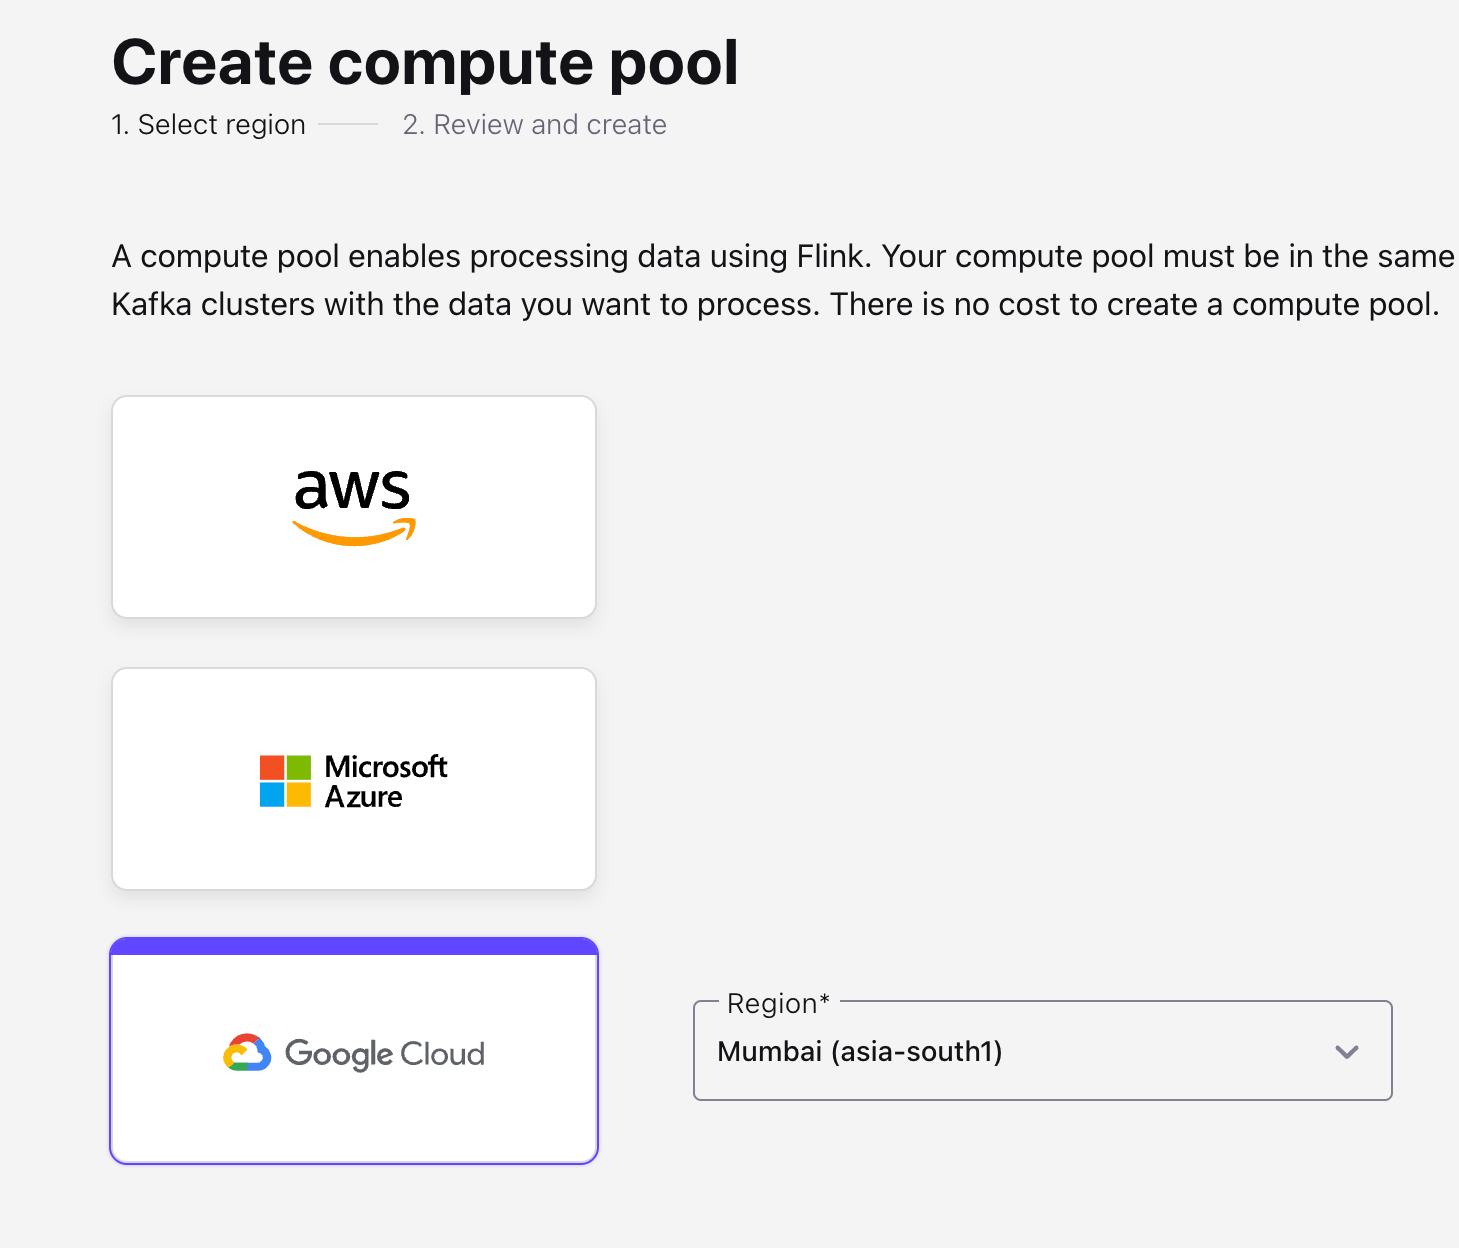 Create compute pool
1. Select region
2. Review and create
A compute pool enables processing data using Flink. Your compute pool must be in the same
Kafka clusters with the data you want to process. There is no cost to create a compute pool.
aws
Microsoft
Azure
Google Cloud
Region*
Mumbai (asia-south1)